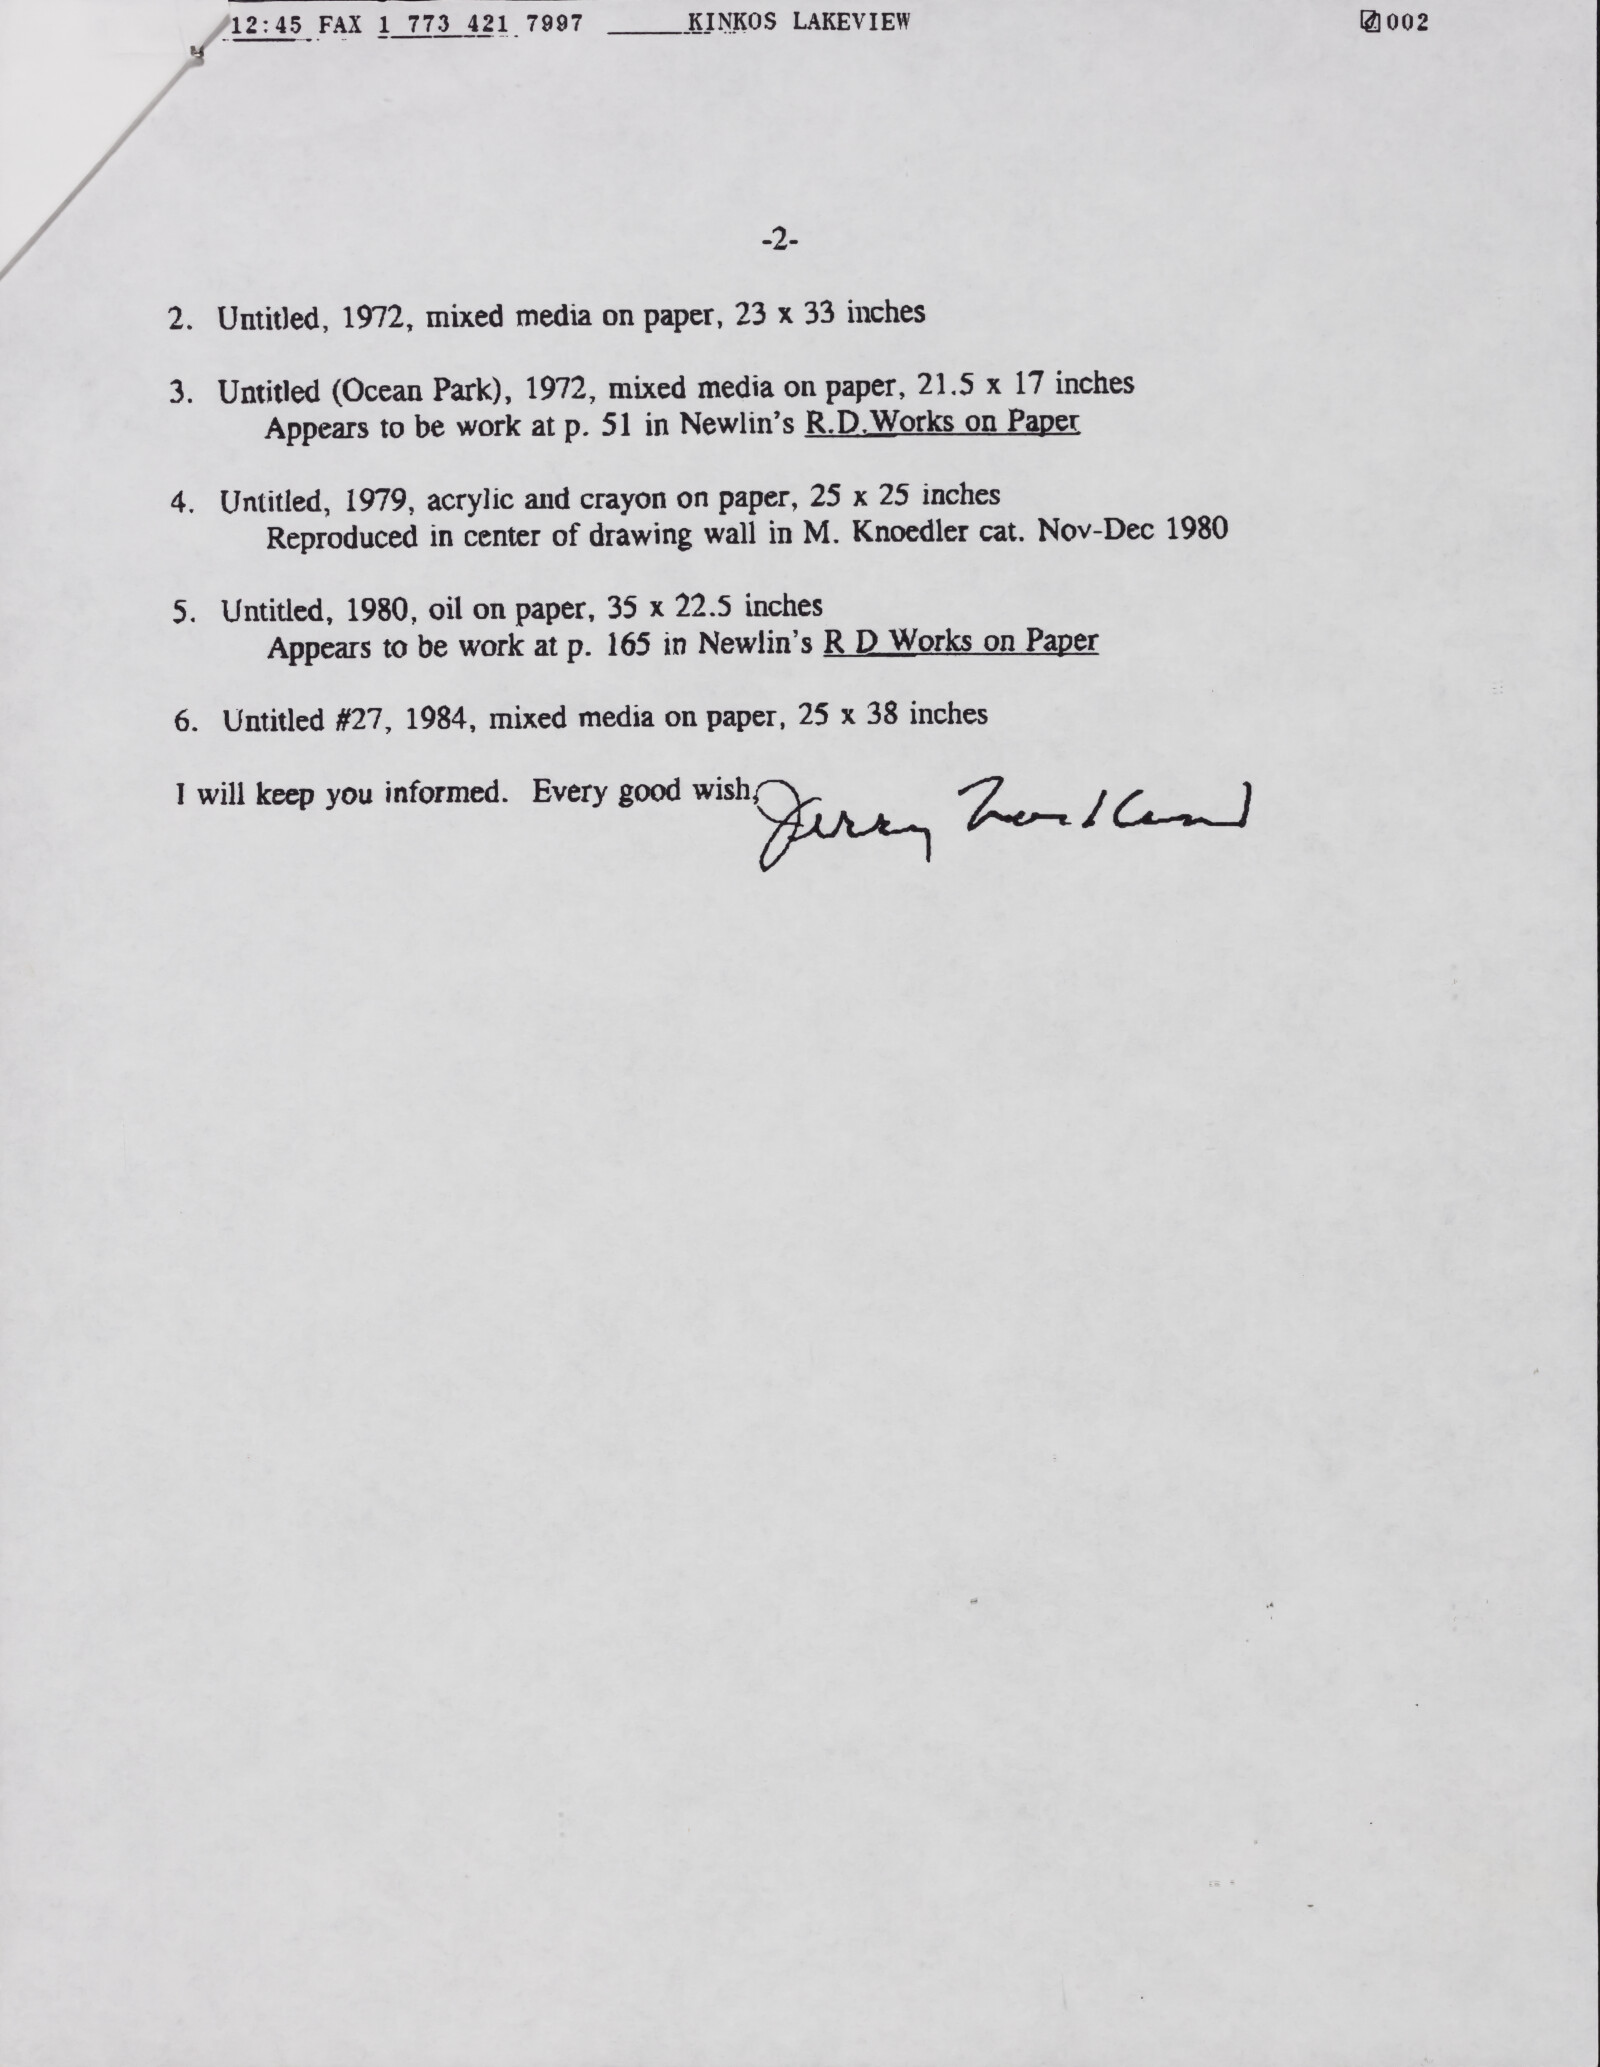 12:45 FAX 1 773 421 7997 KINKOS LAKEVIEW 002
-2-
2. Untitled, 1972, mixed media on paper, 23 x 33 inches
3. Untitled (Ocean Park), 1972, mixed media on paper, 21.5 x 17 inches
Appears to be work at p. 51 in Newlin's R.D.Works on Paper
4. Untitled, 1979, acrylic and crayon on paper, 25 x 25 inches
Reproduced in center of drawing wall in M. Knoedler cat. Nov-Dec 1980
5. Untitled, 1980, oil on paper, 35 x 22.5 inches
Appears to be work at p. 165 in Newlin's R D Works on Paper
6. Untitled #27, 1984, mixed media on paper, 25 x 38 inches
I will keep you informed. Every good wish,
Jerry